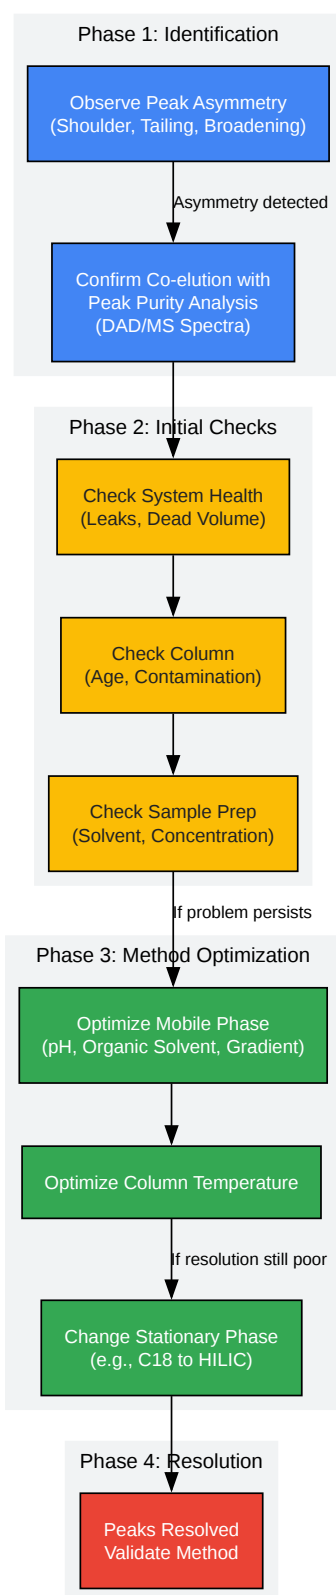 Phase 1: Identification
Observe Peak Asymmetry
(Shoulder, Tailing, Broadening)
Asymmetry detected
Confirm Co-elution with
Peak Purity Analysis
(DAD/MS Spectra)
Phase 2: Initial Checks
Check System Health
(Leaks, Dead Volume)
Check Column
(Age, Contamination)
Check Sample Prep
(Solvent, Concentration)
If problem persists
Phase 3: Method Optimization
Optimize Mobile Phase
(pH, Organic Solvent, Gradient)
Optimize Column Temperature
If resolution still poor
Change Stationary Phase
(e.g., C18 to HILIC)
Phase 4: Resolution
Peaks Resolved
Validate Method